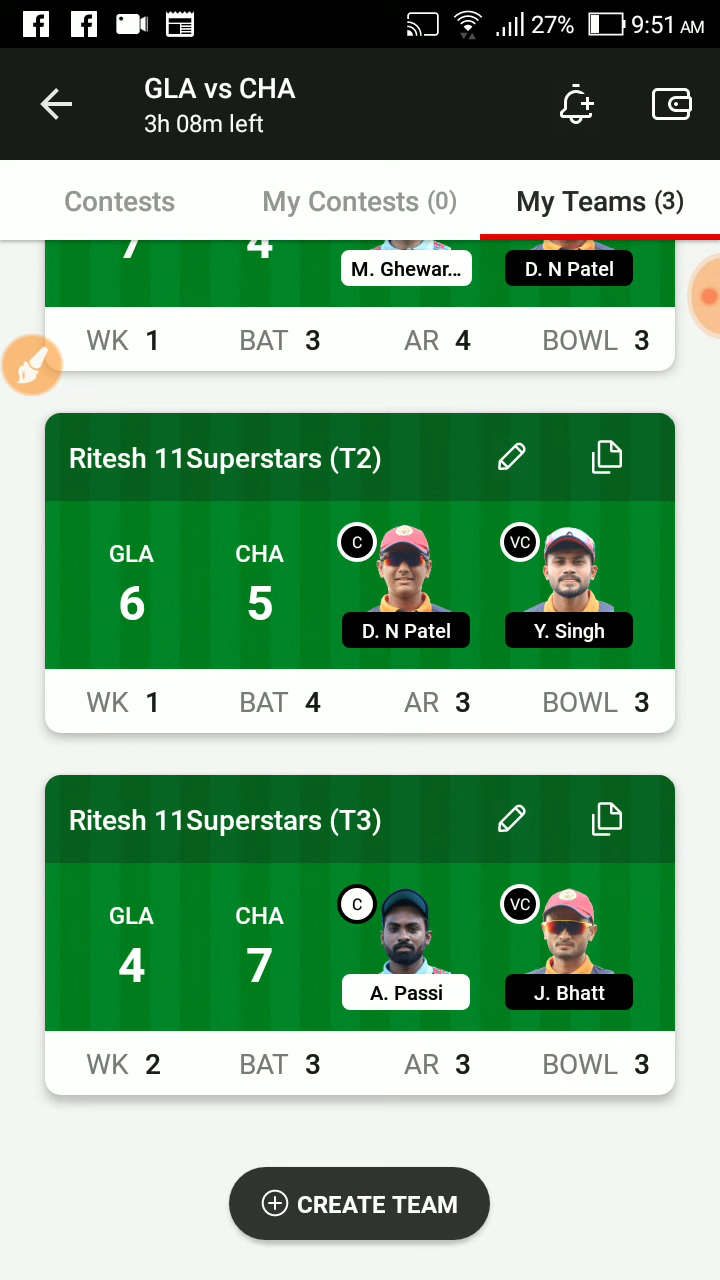 27% 9:51 AM
GLA vs CHA
3h 08m left
Contests My Contests (0) My Teams (3)
7 4
M. Ghewar... D. N Patel
WK 1 BAT 3 AR 4 BOWL 3
Ritesh 11Superstars (T2)
GLA CHA C VC
6 5
D. N Patel Y. Singh
WK 1 BAT 4 AR 3 BOWL 3
Ritesh 11Superstars (T3)
GLA CHA C VC
4 7
A. Passi J. Bhatt
WK 2 BAT 3 AR 3 BOWL 3
CREATE TEAM